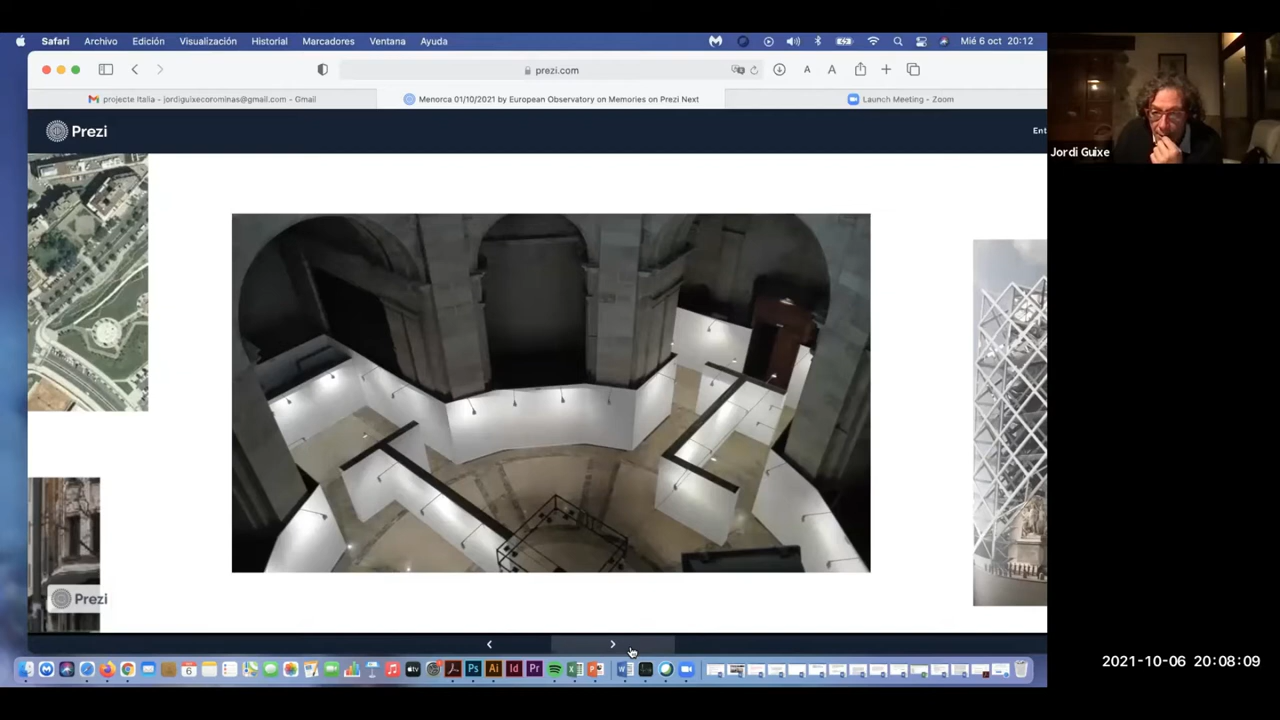 Safari Archivo Edición Visualización Historial Marcadores Ventana Ayuda Mié 6 oct 20:12
prezi.com
projecte Italia - jordiguixecorominas@gmail.com - Gmail
Menorca 01/10/2021 by European Observatory on Memories on Prezi Next
Launch Meeting - Zoom
Prezi
Ent
Jordi Guixe
Prezi
2021-10-06 20:08:09